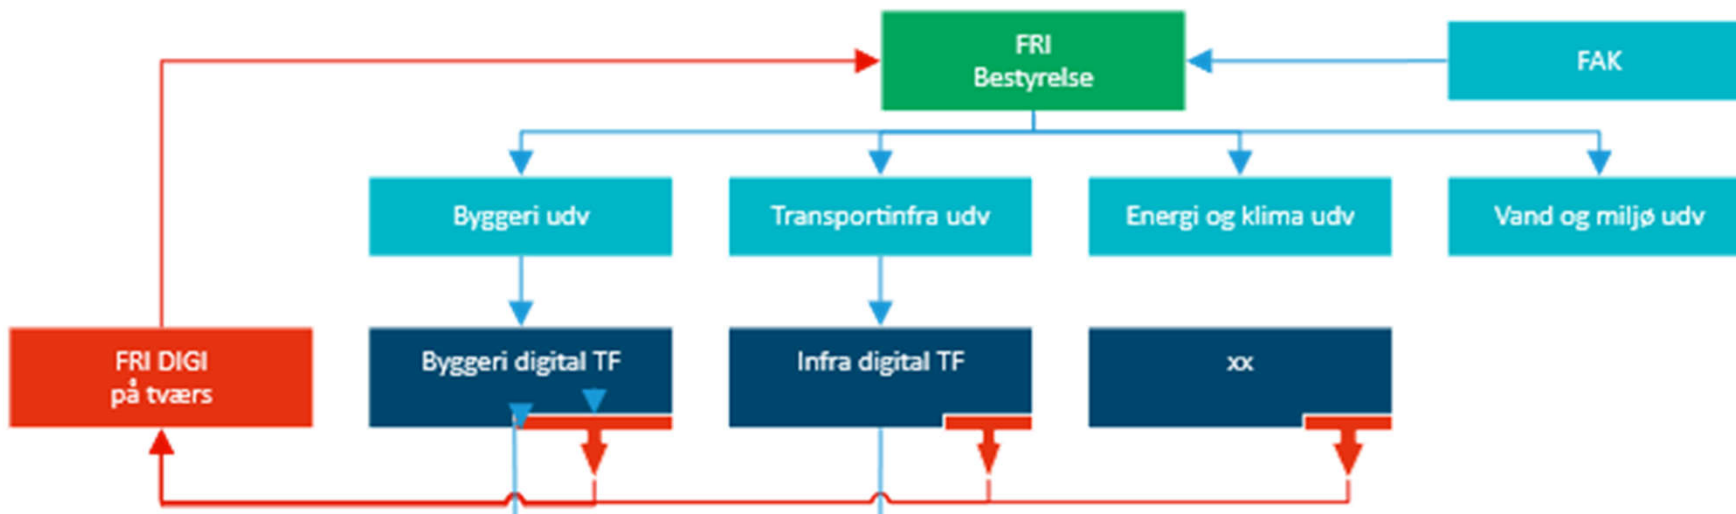 FRI
Bestyrelse
FAK
Byggeri udv
Transportinfra udv
Energi og klima udv
Vand og miljø udv
FRI DIGI
på tværs
Byggeri digital TF
Infra digital TF
xx